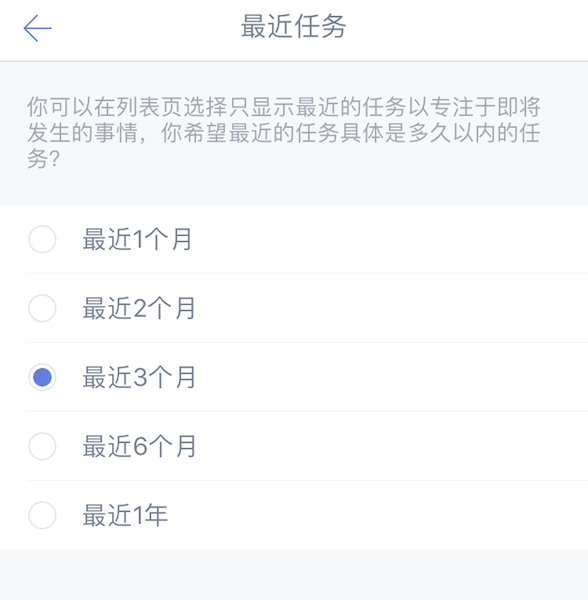 最近任务
你可以在列表页选择只显示最近的任务以专注于即将
发生的事情，你希望最近的任务具体是多久以内的任
务？
最近1个月
最近2个月
最近3个月
最近6个月
最近1年